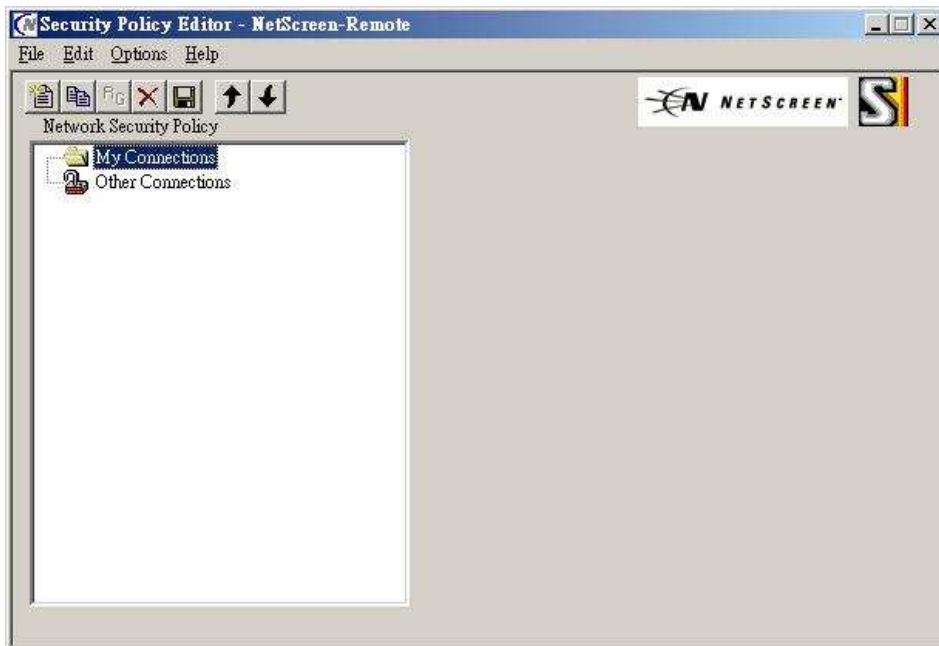 Security Policy Editor - NetScreen-Remote
File Edit Options Help
NETSCREEN
Network Security Policy
My Connections
Other Connections